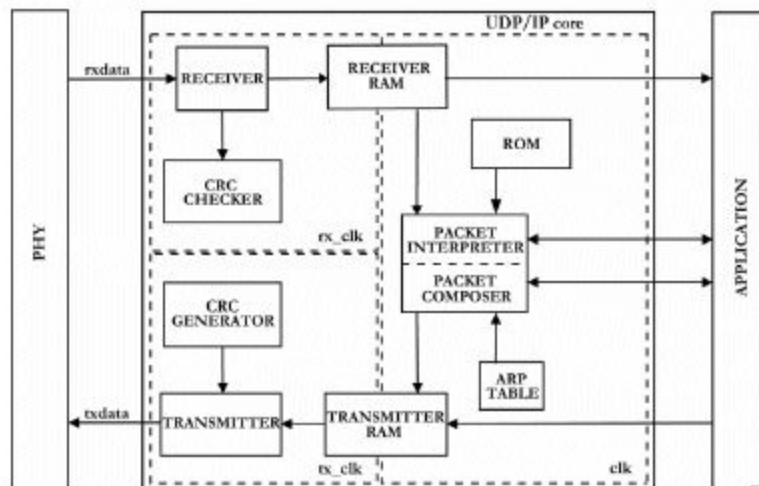 UDP/IP core
PHY
rxdata
RECEIVER
RECEIVER
RAM
ROM
CRC
CHECKER
rx_clk
PACKET
INTERPRETER
PACKET
COMPOSER
APPLICATION
CRC
GENERATOR
ARP
TABLE
txdata
TRANSMITTER
TRANSMITTER
RAM
tx_clk
clk